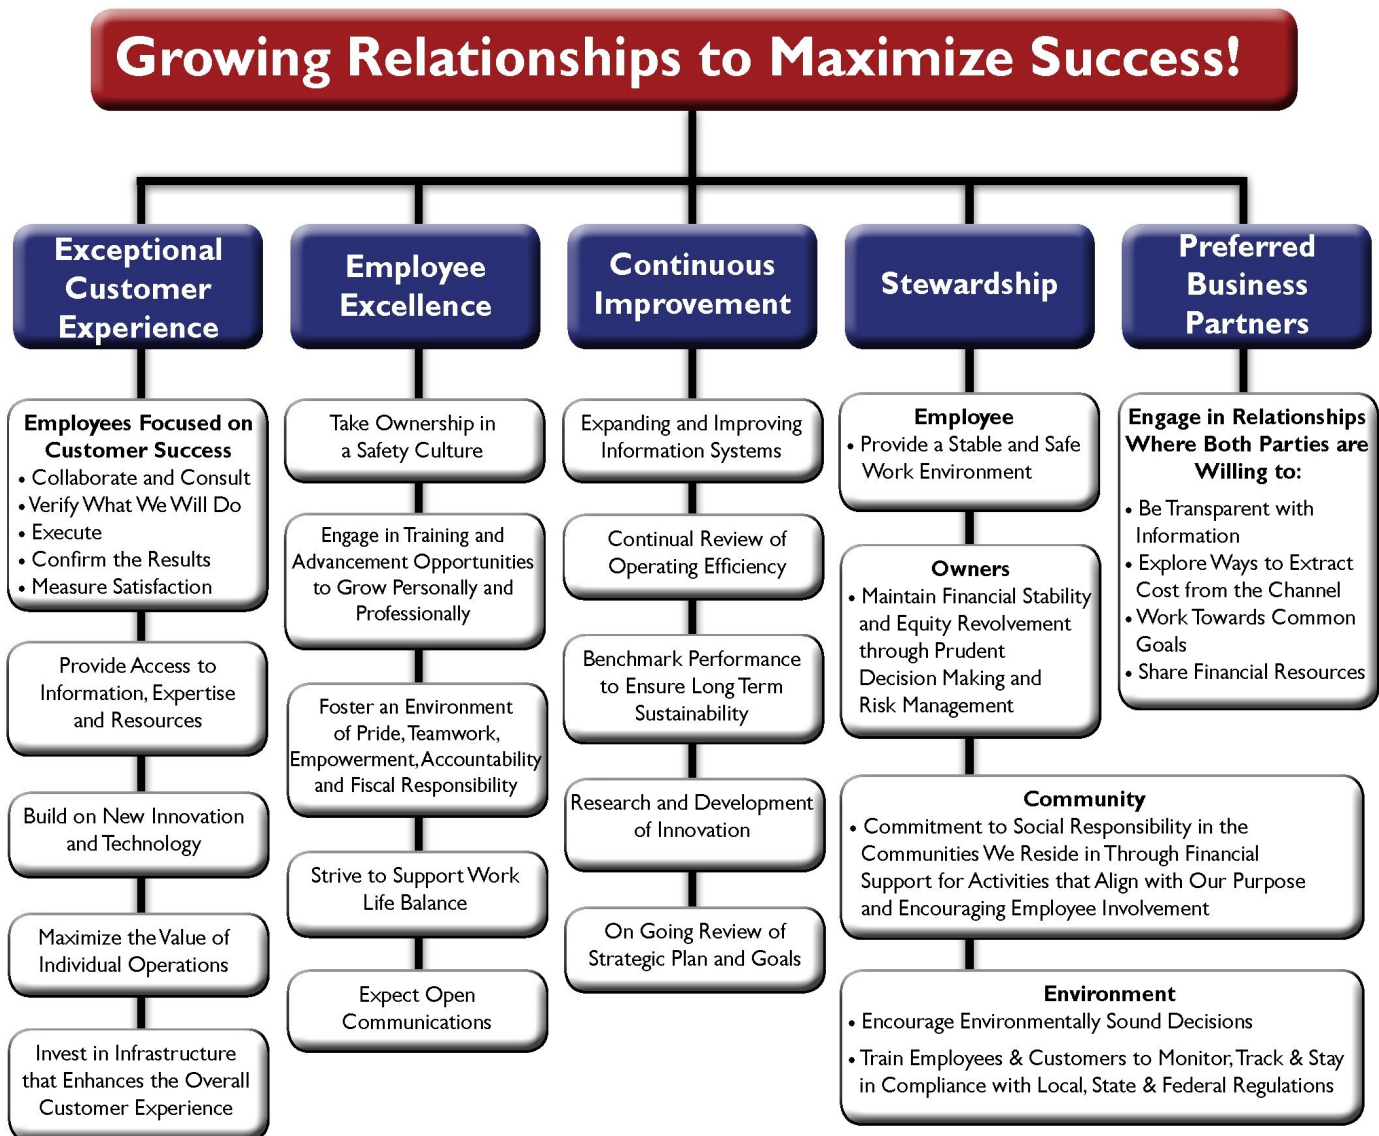 Growing Relationships to Maximize Success!
Exceptional
Customer
Experience
Employees Focused on
Customer Success
• Collaborate and Consult
• Verify What We Will Do
• Execute
• Confirm the Results
• Measure Satisfaction
Provide Access to
Information, Expertise
and Resources
Build on New Innovation
and Technology
Maximize the Value of
Individual Operations
Invest in Infrastructure
that Enhances the Overall
Customer Experience
Employee
Excellence
Take Ownership in
a Safety Culture
Engage in Training and
Advancement Opportunities
to Grow Personally and
Professionally
Foster an Environment
of Pride, Teamwork,
Empowerment, Accountability
and Fiscal Responsibility
Strive to Support Work
Life Balance
Expect Open
Communications
Continuous
Improvement
Expanding and Improving
Information Systems
Continual Review of
Operating Efficiency
Benchmark Performance
to Ensure Long Term
Sustainability
Research and Development
of Innovation
On Going Review of
Strategic Plan and Goals
Stewardship
Employee
• Provide a Stable and Safe
Work Environment
Owners
• Maintain Financial Stability
and Equity Revolvement
through Prudent
Decision Making and
Risk Management
Community
• Commitment to Social Responsibility in the
Communities We Reside in Through Financial
Support for Activities that Align with Our Purpose
and Encouraging Employee Involvement
Environment
• Encourage Environmentally Sound Decisions
• Train Employees & Customers to Monitor, Track & Stay
in Compliance with Local, State & Federal Regulations
Preferred
Business
Partners
Engage in Relationships
Where Both Parties are
Willing to:
• Be Transparent with
Information
• Explore Ways to Extract
Cost from the Channel
• Work Towards Common
Goals
• Share Financial Resources